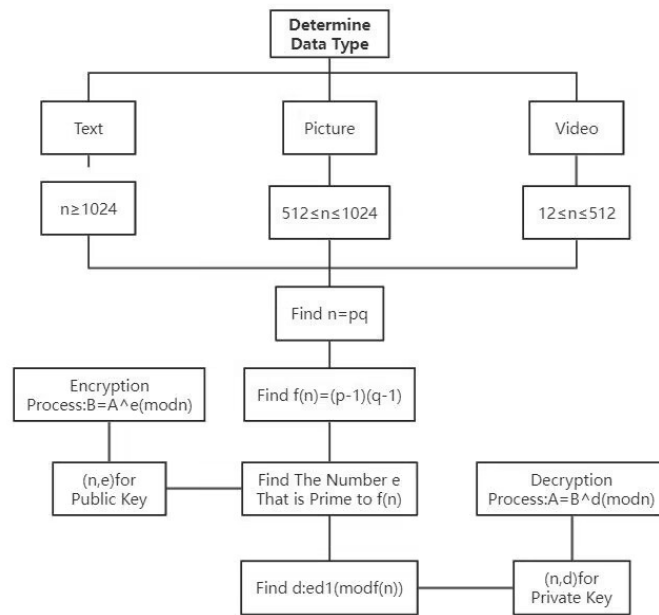 Determine
Data Type
Text
Picture
Video
n≥1024
512≤n≤1024
12≤n≤512
Find n=pq
Encryption
Process:B=A^e(modn)
Find f(n)=(p-1)(q-1)
(n,e)for
Public Key
Find The Number e
That is Prime to f(n)
Decryption
Process:A=B^d(modn)
Find d:ed1(modf(n))
(n,d)for
Private Key